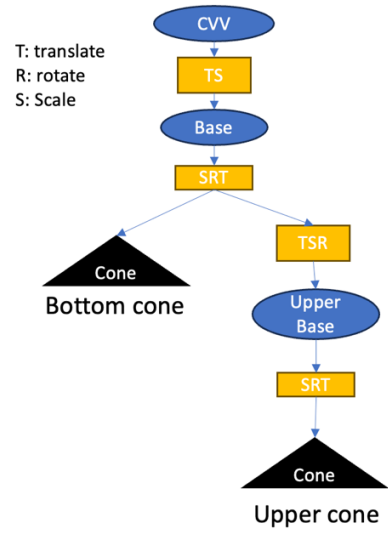 CVV
T: translate
R: rotate
S: Scale
TS
Base
SRT
TSR
Cone
Bottom cone
Upper
Base
SRT
Cone
Upper cone